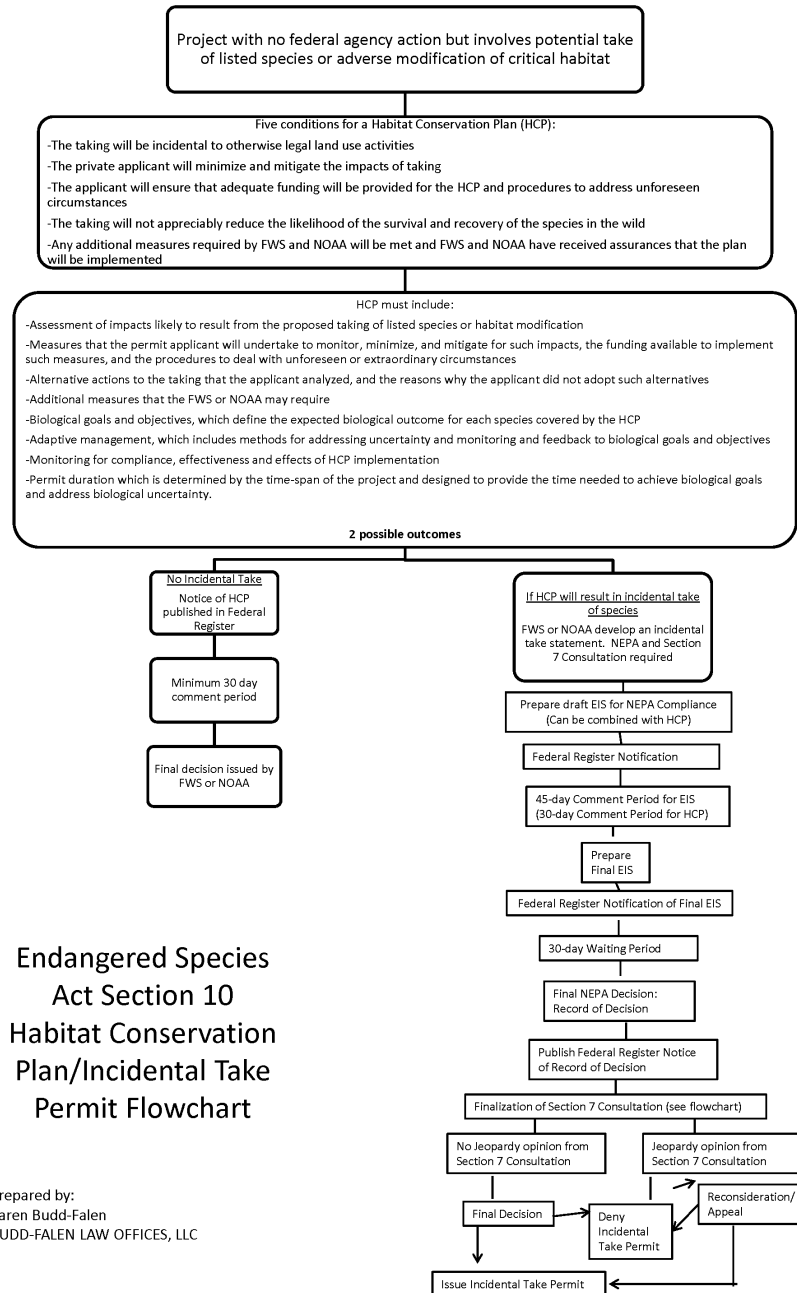 Project with no federal agency action but involves potential take
of listed species or adverse modification of critical habitat
Five conditions for a Habitat Conservation Plan (HCP):
-The taking will be incidental to otherwise legal land use activities
-The private applicant will minimize and mitigate the impacts of taking
-The applicant will ensure that adequate funding will be provided for the HCP and procedures to address unforeseen
circumstances
-The taking will not appreciably reduce the likelihood of the survival and recovery of the species in the wild
-Any additional measures required by FWS and NOAA will be met and FWS and NOAA have received assurances that the plan
will be implemented
HCP must include:
-Assessment of impacts likely to result from the proposed taking of listed species or habitat modification
-Measures that the permit applicant will undertake to monitor, minimize, and mitigate for such impacts, the funding available to implement
such measures, and the procedures to deal with unforeseen or extraordinary circumstances
-Alternative actions to the taking that the applicant analyzed, and the reasons why the applicant did not adopt such alternatives
-Additional measures that the FWS or NOAA may require
-Biological goals and objectives, which define the expected biological outcome for each species covered by the HCP
-Adaptive management, which includes methods for addressing uncertainty and monitoring and feedback to biological goals and objectives
-Monitoring for compliance, effectiveness and effects of HCP implementation
-Permit duration which is determined by the time-span of the project and designed to provide the time needed to achieve biological goals
and address biological uncertainty.
2 possible outcomes
No Incidental Take
Notice of HCP
published in Federal
Register
Minimum 30 day
comment period
Final decision issued by
FWS or NOAA
If HCP will result in incidental take
of species
FWS or NOAA develop an incidental
take statement. NEPA and Section
7 Consultation required
Prepare draft EIS for NEPA Compliance
(Can be combined with HCP)
Federal Register Notification
45-day Comment Period for EIS
(30-day Comment Period for HCP)
Prepare
Final EIS
Federal Register Notification of Final EIS
30-day Waiting Period
Final NEPA Decision:
Record of Decision
Publish Federal Register Notice
of Record of Decision
Finalization of Section 7 Consultation (see flowchart)
No Jeopardy opinion from
Section 7 Consultation
Jeopardy opinion from
Section 7 Consultation
Final Decision
Deny
Incidental
Take Permit
Reconsideration/
Appeal
Issue Incidental Take Permit
Endangered Species
Act Section 10
Habitat Conservation
Plan/Incidental Take
Permit Flowchart
repared by:
aren Budd-Falen
UDD-FALEN LAW OFFICES, LLC